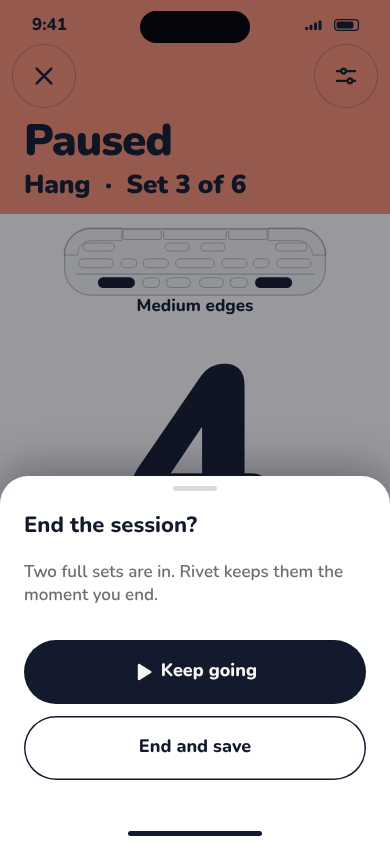 9:41
Paused
Hang · Set 3 of 6
Medium edges
4
End the session?
Two full sets are in. Rivet keeps them the
moment you end.
Keep going
End and save